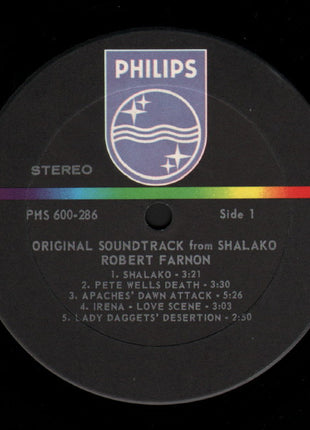 PHILIPS
STEREO
PHS 600-286 Side 1
ORIGINAL SOUNDTRACK from SHALAKO
ROBERT FARNON
1. SHALAKO - 3:21
2. PETE WELLS DEATH - 3:30
3. APACHES' DAWN ATTACK - 5:26
4. IRENA - LOVE SCENE - 3:03
5. LADY DAGGETS' DESERTION - 2:50